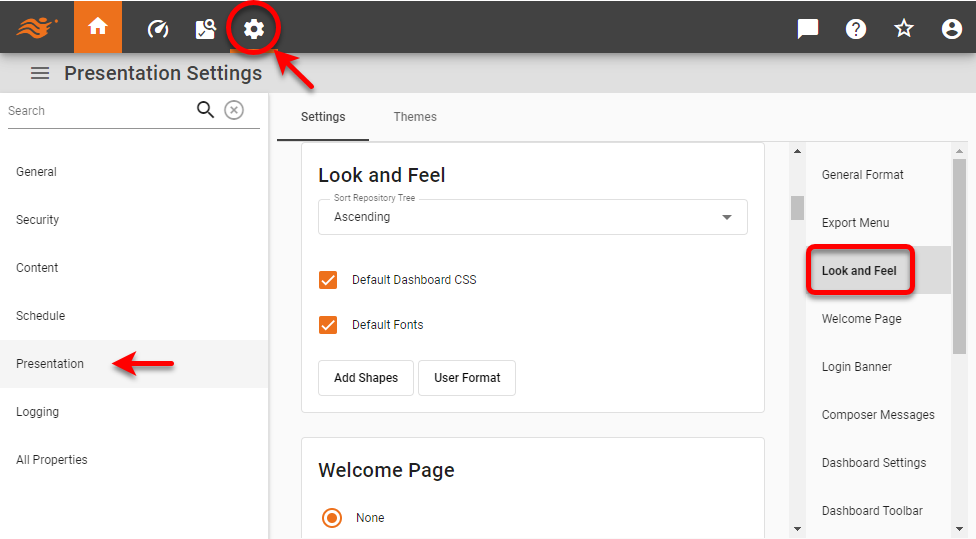 Presentation Settings
Search
General
Security
Content
Schedule
Presentation
Logging
All Properties
Settings
Themes
Look and Feel
Sort Repository Tree
Ascending
Default Dashboard CSS
Default Fonts
Add Shapes
User Format
Welcome Page
None
General Format
Export Menu
Look and Feel
Welcome Page
Login Banner
Composer Messages
Dashboard Settings
Dashboard Toolbar